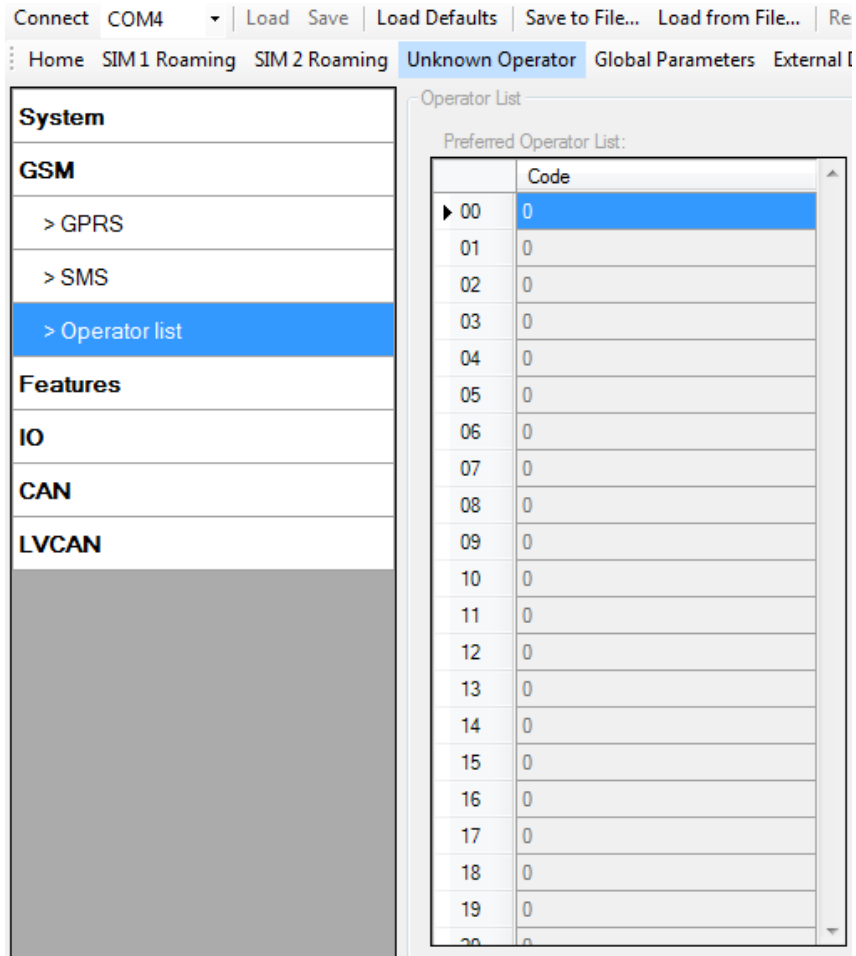 Connect COM4 Load Save Load Defaults Save to File... Load from File... Re
Home SIM 1 Roaming SIM 2 Roaming Unknown Operator Global Parameters External D
System
GSM
> GPRS
> SMS
> Operator list
Features
IO
CAN
LVCAN
Operator List
Preferred Operator List:
Code
00 0
01 0
02 0
03 0
04 0
05 0
06 0
07 0
08 0
09 0
10 0
11 0
12 0
13 0
14 0
15 0
16 0
17 0
18 0
19 0
20 0